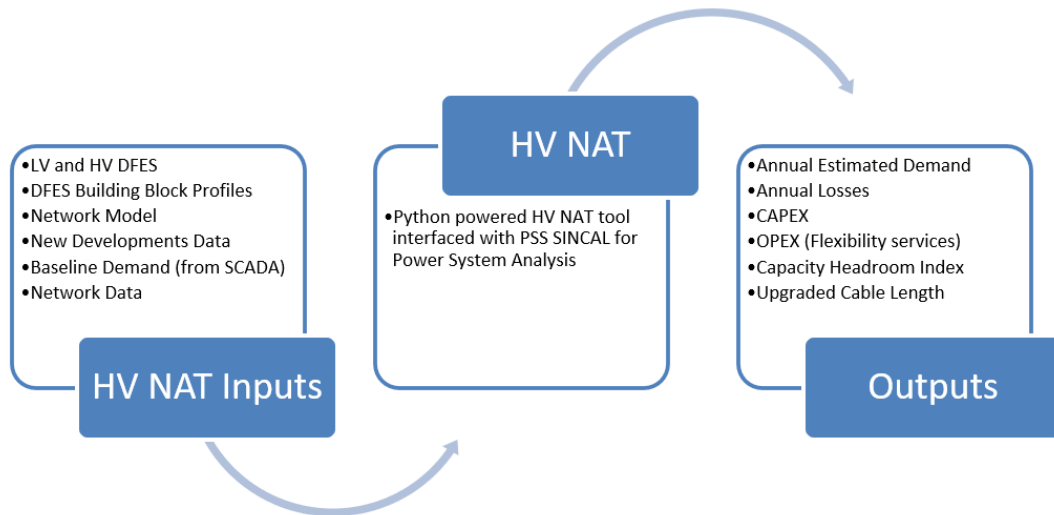 •LV and HV DFES
•DFES Building Block Profiles
•Network Model
•New Developments Data
•Baseline Demand (from SCADA)
•Network Data
HV NAT Inputs
HV NAT
•Python powered HV NAT tool
interfaced with PSS SINCAL for
Power System Analysis
•Annual Estimated Demand
•Annual Losses
•CAPEX
•OPEX (Flexibility services)
•Capacity Headroom Index
•Upgraded Cable Length
Outputs